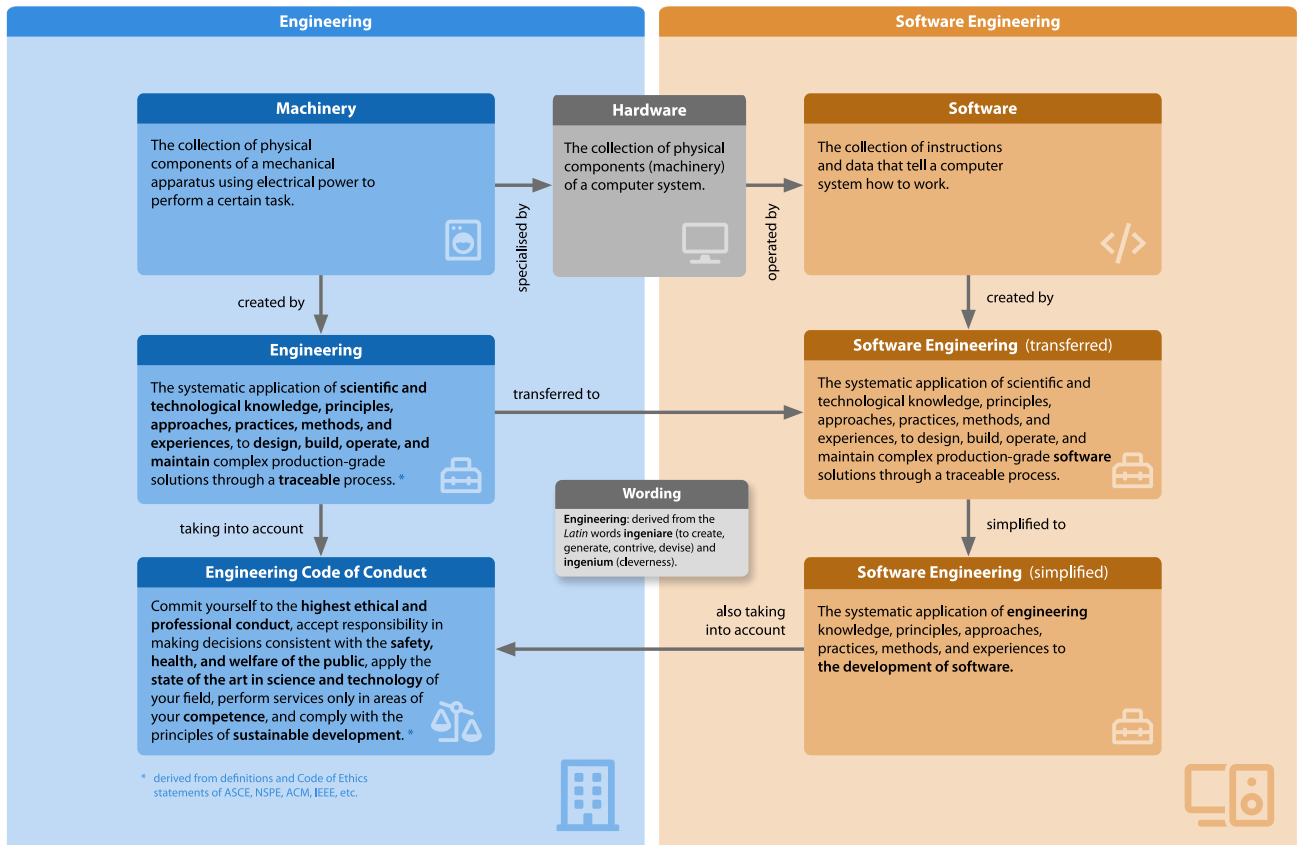 Engineering
Software Engineering
Machinery
The collection of physical
components of a mechanical
apparatus using electrical power to
perform a certain task.
specialised by
Hardware
The collection of physical
components (machinery)
of a computer system.
operated by
Software
The collection of instructions
and data that tell a computer
system how to work.
</>
created by
created by
Engineering
The systematic application of scientific and
technological knowledge, principles,
approaches, practices, methods, and
experiences, to design, build, operate, and
maintain complex production-grade
solutions through a traceable process. *
transferred to
Software Engineering (transferred)
The systematic application of scientific and
technological knowledge, principles,
approaches, practices, methods, and
experiences, to design, build, operate, and
maintain complex production-grade software
solutions through a traceable process.
Wording
Engineering: derived from the
Latin words ingeniare (to create,
generate, contrive, devise) and
ingenium (cleverness).
taking into account
simplified to
Engineering Code of Conduct
Commit yourself to the highest ethical and
professional conduct, accept responsibility in
making decisions consistent with the safety,
health, and welfare of the public, apply the
state of the art in science and technology of
your field, perform services only in areas of
your competence, and comply with the
principles of sustainable development. *
also taking
into account
Software Engineering (simplified)
The systematic application of engineering
knowledge, principles, approaches,
practices, methods, and experiences to
the development of software.
* derived from definitions and Code of Ethics
statements of ASCE, NSPE, ACM, IEEE, etc.